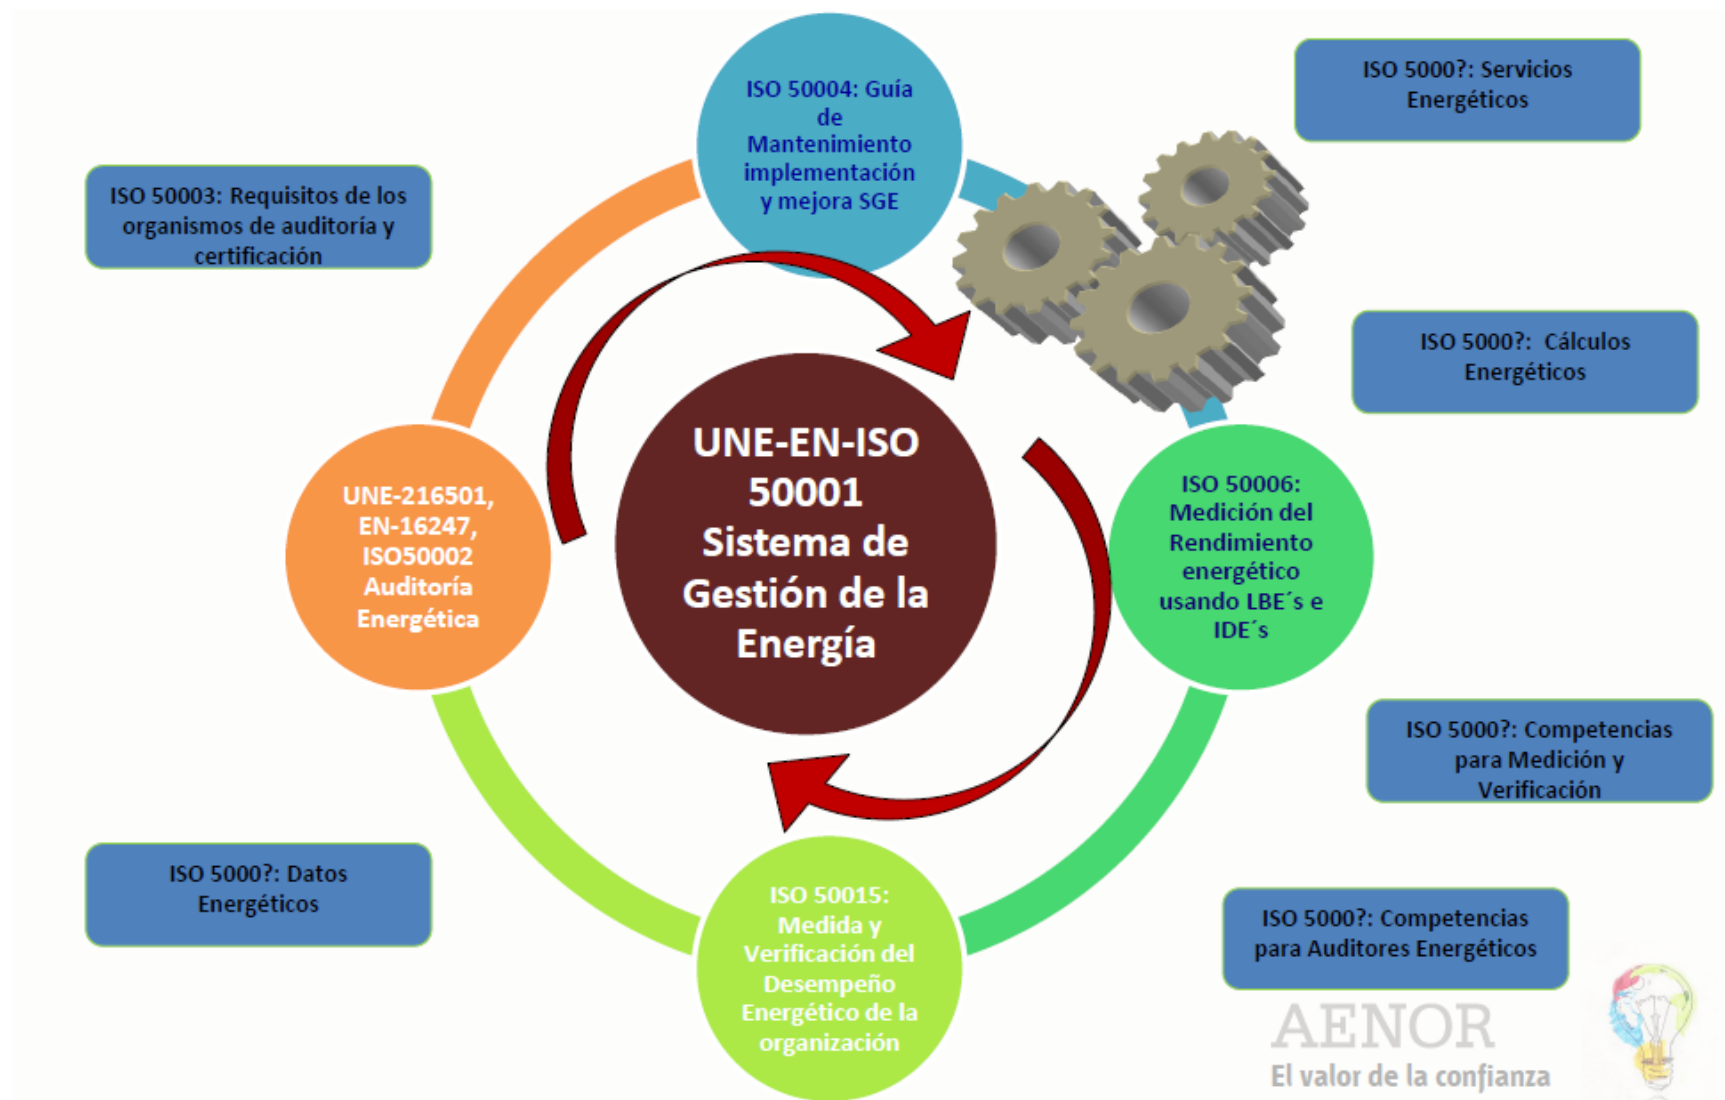 ISO 50004: Guía
de
Mantenimiento
implementación
y mejora SGE
ISO 5000?: Servicios
Energéticos
ISO 50003: Requisitos de los
organismos de auditoría y
certificación
ISO 5000?:  Cálculos
Energéticos
UNE-EN-ISO
50001
Sistema de
Gestión de la
Energía
UNE-216501,
EN-16247,
ISO50002
Auditoría
Energética
ISO 50006:
Medición del
Rendimiento
energético
usando LBE´s e
IDE´s
ISO 5000?: Competencias
para Medición y
Verificación
ISO 5000?: Datos
Energéticos
ISO 50015:
Medida y
Verificación del
Desempeño
Energético de la
organización
ISO 5000?: Competencias
para Auditores Energéticos
AENOR
El valor de la confianza